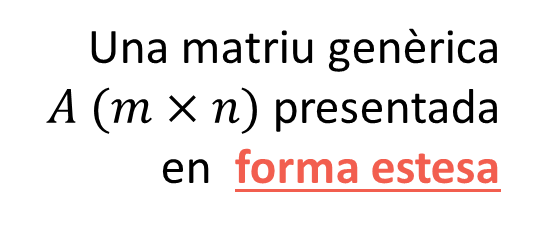 Una matriu genèrica
A (m × n) presentada
en forma estesa